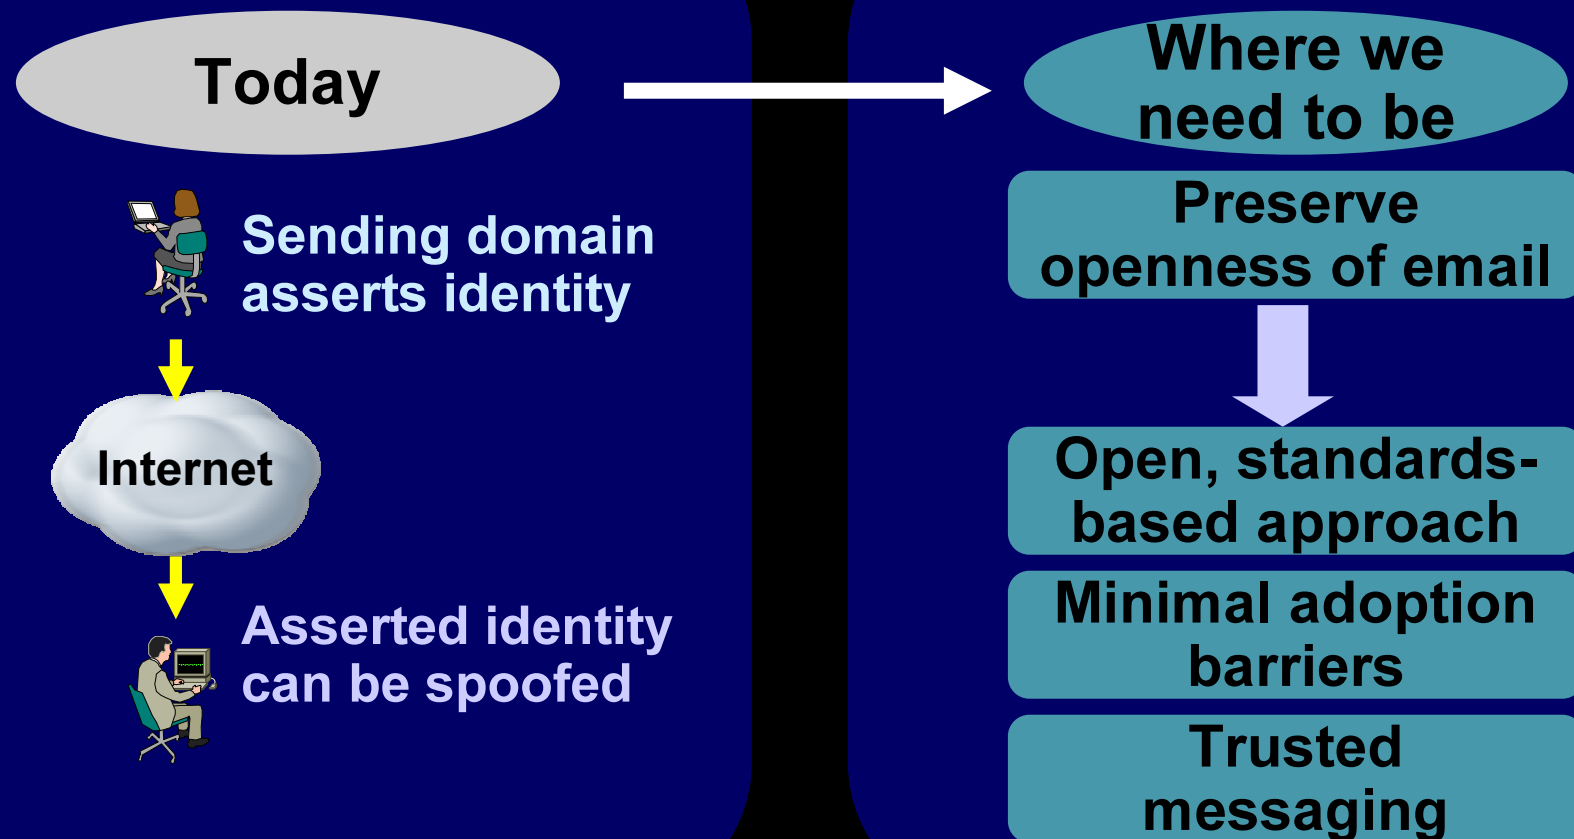 Today
Sending domain
asserts identity
Internet
Asserted identity
can be spoofed
Where we
need to be
Preserve
openness of email
Open, standards-
based approach
Minimal adoption
barriers
Trusted
messaging